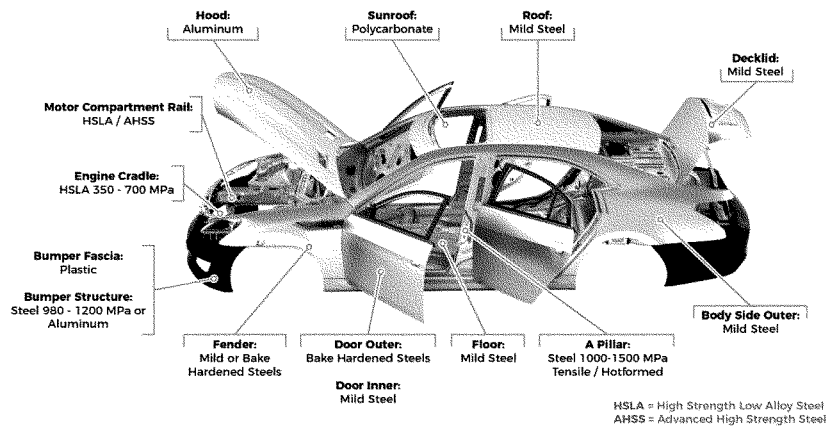 Hood:
Aluminum
Sunroof:
Polycarbonate
Roof:
Mild Steel
Decklid:
Mild Steel
Motor Compartment Rail:
HSLA / AHSS
Engine Cradle:
HSLA 350 - 700 MPa
Bumper Fascia:
Plastic
Bumper Structure:
Steel 980 - 1200 MPa or
Aluminum
Fender:
Mild or Bake
Hardened Steels
Door Outer:
Bake Hardened Steels
Door Inner:
Mild Steel
Floor:
Mild Steel
A Pillar:
Steel 1000-1500 MPa
Tensile / Hotformed
Body Side Outer:
Mild Steel
HSLA = High Strength Low Alloy Steel
AHSS = Advanced High Strength Steel